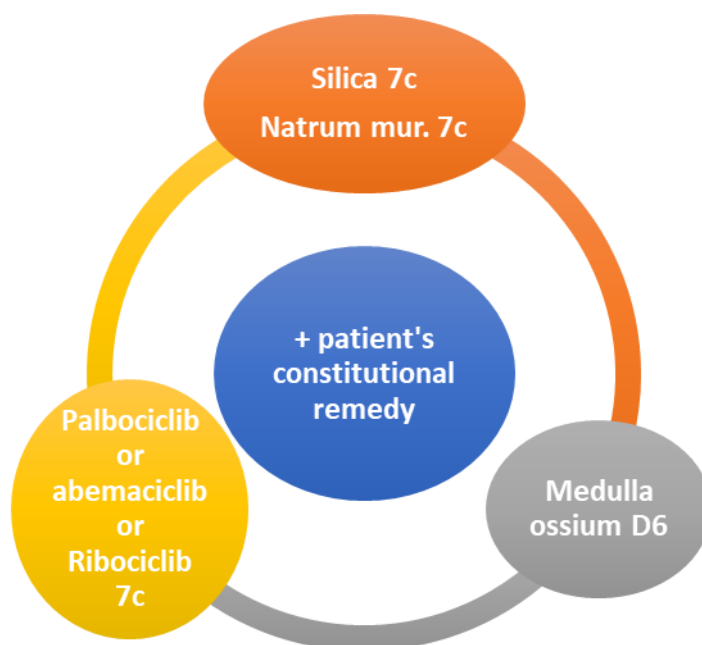 Silica 7c
Natrum mur. 7c
+ patient's
constitutional
remedy
Palbociclib
or
abemaciclib
or
Ribociclib
7c
Medulla
ossium D6